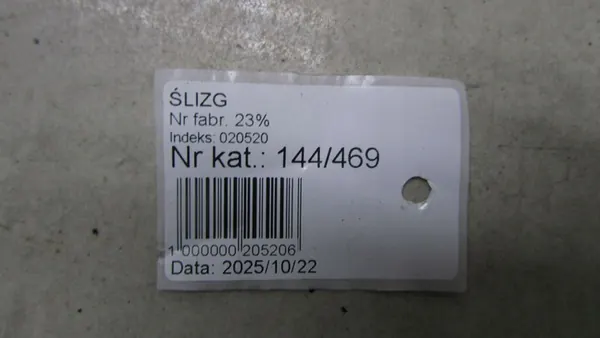 ŚLIZG
Nr fabr. 23%
Indeks: 020520
Nr kat.: 144/469
1 000000 205206
Data: 2025/10/22